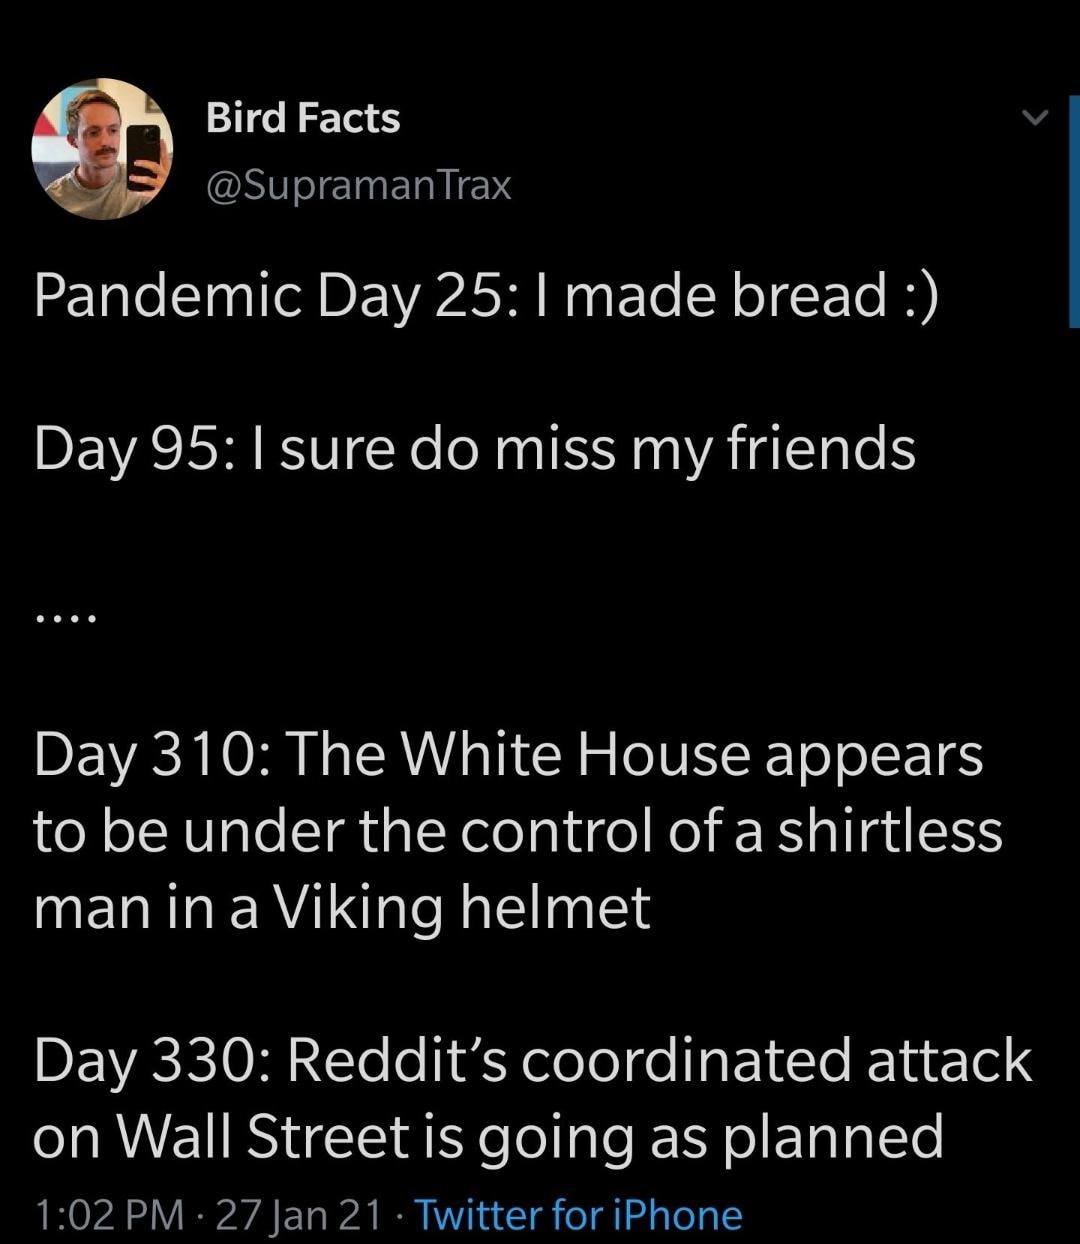 Bird Facts
@SupramanTrax
Pandemic Day 25: I made bread :)
Day 95: I sure do miss my friends
....
Day 310: The White House appears
to be under the control of a shirtless
man in a Viking helmet
Day 330: Reddit’s coordinated attack
on Wall Street is going as planned
1:02 PM · 27 Jan 21 · Twitter for iPhone